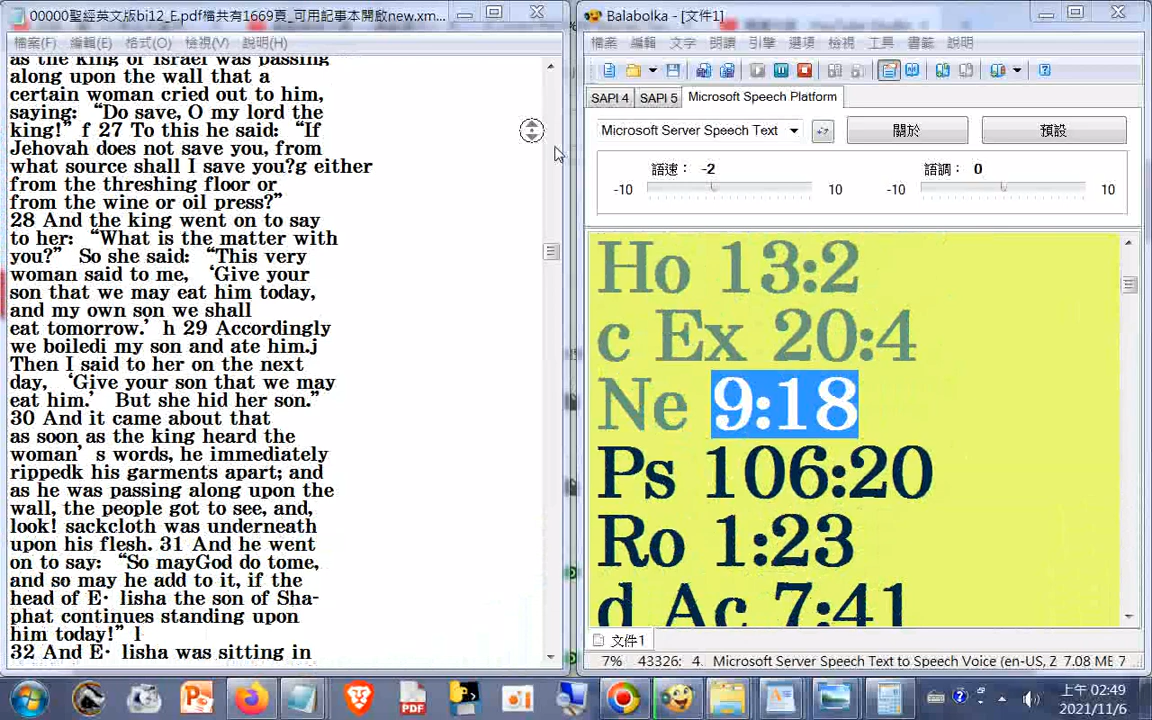 00000聖經英文版bi12_E.pdf檔共有1669頁_可用記事本開啟new.xm...
檔案(F) 編輯(E) 格式(O) 檢視(V) 說明(H)
as the king of Israel was passing
along upon the wall that a
certain woman cried out to him,
saying: “Do save, O my lord the
king!” f 27 To this he said: “If
Jehovah does not save you, from
what source shall I save you?g either
from the threshing floor or
from the wine or oil press?”
28 And the king went on to say
to her: “What is the matter with
you?” So she said: “This very
woman said to me, ‘Give your
son that we may eat him today,
and my own son we shall
eat tomorrow.’ h 29 Accordingly
we boiledi my son and ate him.j
Then I said to her on the next
day, ‘Give your son that we may
eat him.’ But she hid her son.”
30 And it came about that
as soon as the king heard the
woman’s words, he immediately
rippedk his garments apart; and
as he was passing along upon the
wall, the people got to see, and,
look! sackcloth was underneath
upon his flesh. 31 And he went
on to say: “So mayGod do tome,
and so may he add to it, if the
head of E· lisha the son of Sha-
phat continues standing upon
him today!” l
32 And E· lisha was sitting in
Balabolka - [文件1]
檔案 編輯 文字 朗讀 引擎 選項 檢視 工具 書籤 說明
SAPI 4 SAPI 5 Microsoft Speech Platform
Microsoft Server Speech Text 關於 預設
語速: -2 語調: 0
-10 10 -10 10
Ho 13:2
c Ex 20:4
Ne 9:18
Ps 106:20
Ro 1:23
d Ac 7:41
文件1
7% 43326: 4. Microsoft Server Speech Text to Speech Voice (en-US, Z 7.08 ME 7
PDF
上午 02:49
2021/11/6